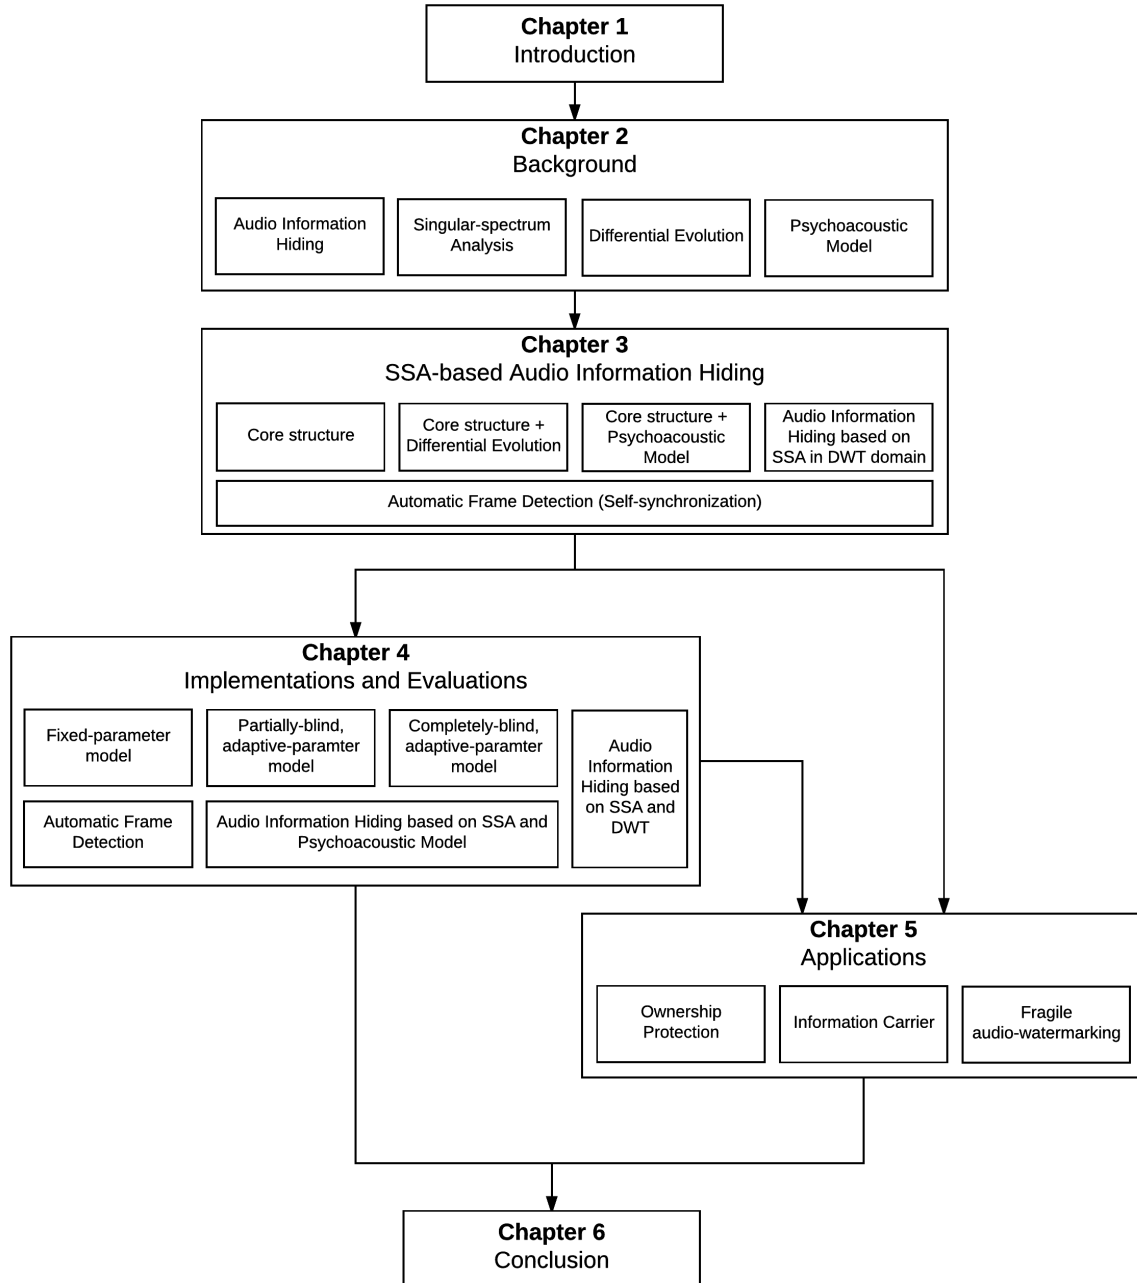 Chapter 1
Introduction
Chapter 2
Background
Audio Information
Hiding
Singular-spectrum
Analysis
Differential Evolution
Psychoacoustic
Model
Chapter 3
SSA-based Audio Information Hiding
Core structure
Core structure +
Differential Evolution
Core structure +
Psychoacoustic
Model
Audio Information
Hiding based on
SSA in DWT domain
Automatic Frame Detection (Self-synchronization)
Chapter 4
Implementations and Evaluations
Fixed-parameter
model
Partially-blind,
adaptive-paramter
model
Completely-blind,
adaptive-paramter
model
Audio
Information
Hiding based
on SSA and
DWT
Automatic Frame
Detection
Audio Information Hiding based on SSA and
Psychoacoustic Model
Chapter 5
Applications
Ownership
Protection
Information Carrier
Fragile
audio-watermarking
Chapter 6
Conclusion